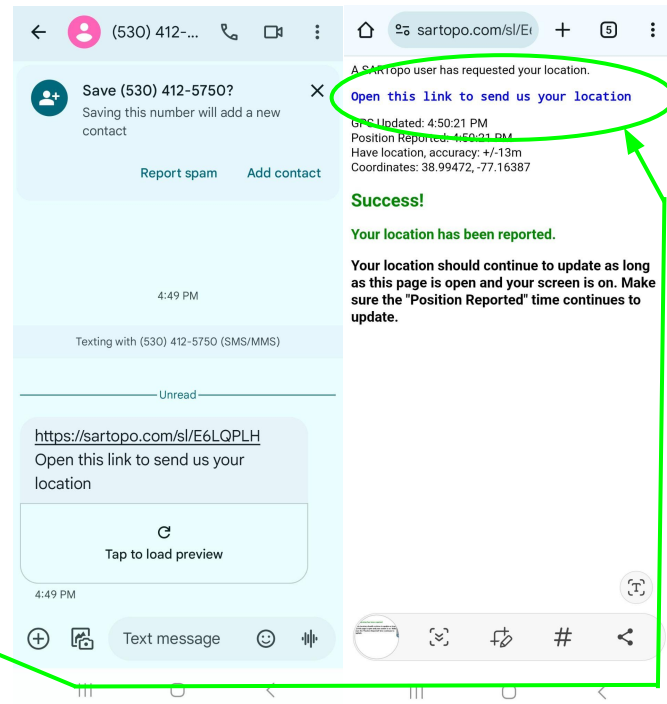 (530) 412-...
Save (530) 412-5750?
Saving this number will add a new
contact
Report spam
Add contact
4:49 PM
Texting with (530) 412-5750 (SMS/MMS)
Unread
https://sartopo.com/sl/E6LQPLH
Open this link to send us your
location
Tap to load preview
4:49 PM
Text message
sartopo.com/sl/E
5
A SARTopo user has requested your location.
Open this link to send us your location
GPS Updated: 4:50:21 PM
Position Reported: 4:50:21 PM
Have location, accuracy: +/-13m
Coordinates: 38.99472, -77.16387
Success!
Your location has been reported.
Your location should continue to update as long
as this page is open and your screen is on. Make
sure the "Position Reported" time continues to
update.
T
#